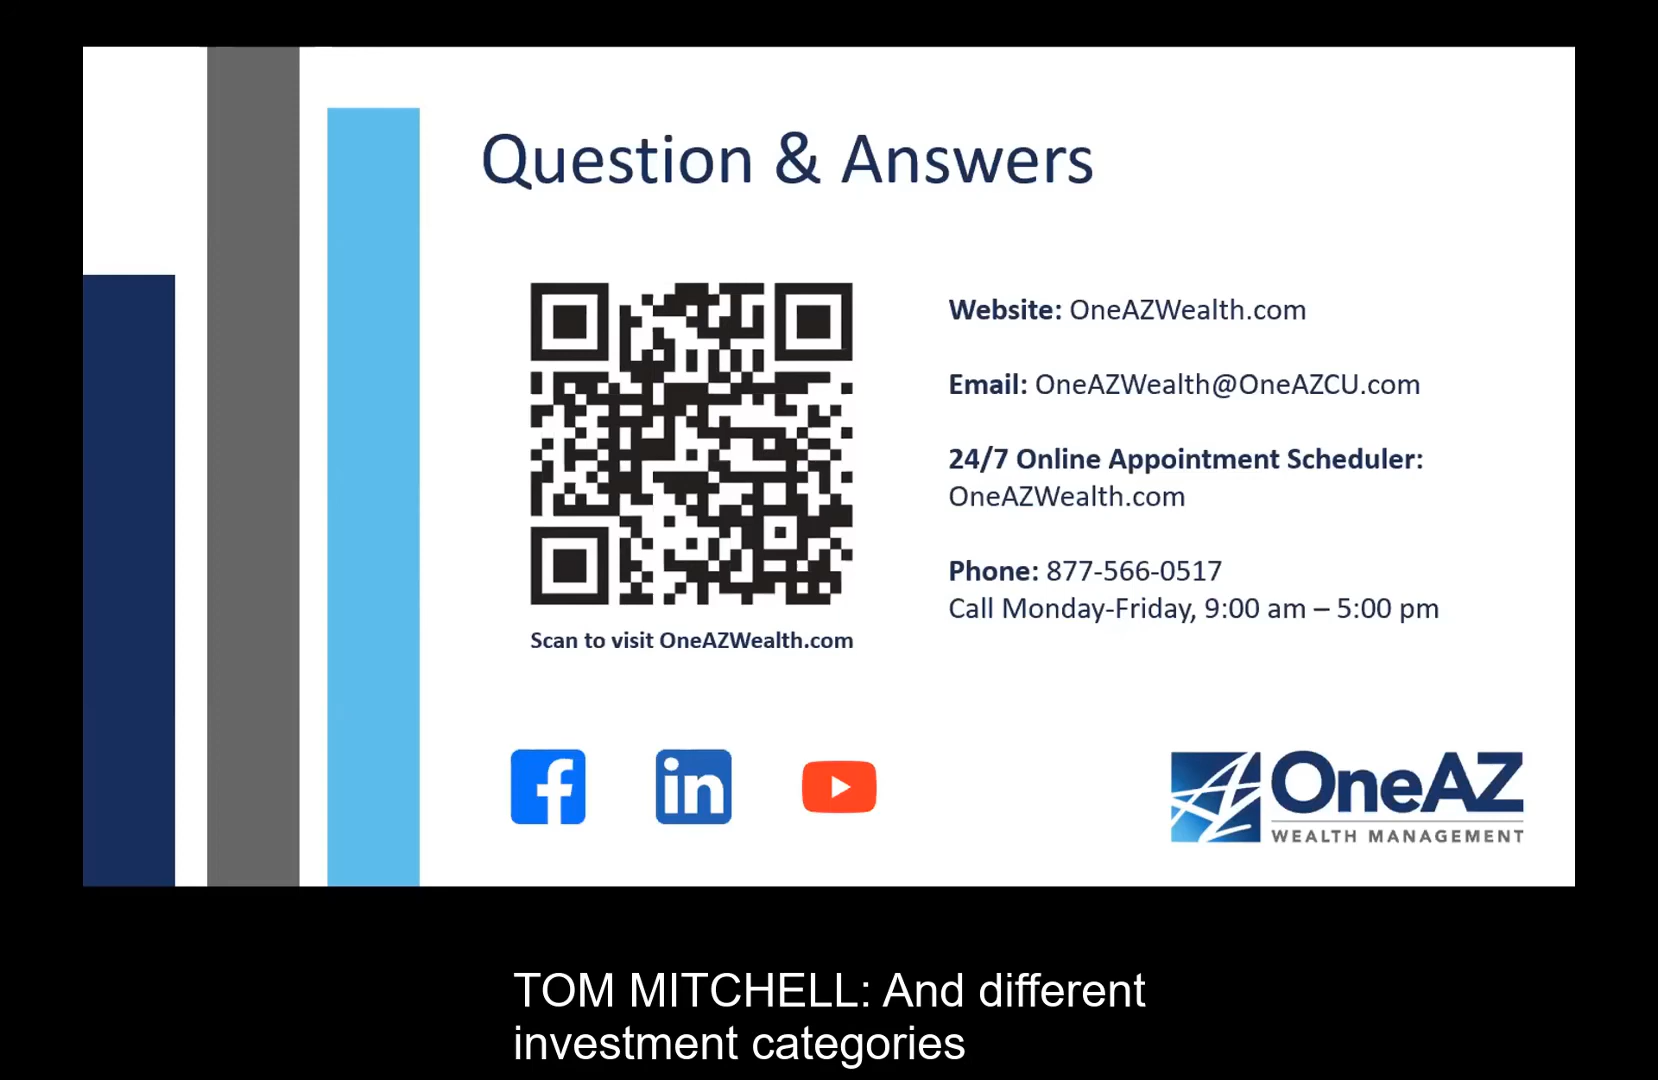 Question & Answers
Website: OneAZWealth.com
Email: OneAZWealth@OneAZCU.com
24/7 Online Appointment Scheduler:
OneAZWealth.com
Phone: 877-566-0517
Call Monday-Friday, 9:00 am – 5:00 pm
Scan to visit OneAZWealth.com
f
in
OneAZ
WEALTH MANAGEMENT
TOM MITCHELL: And different
investment categories